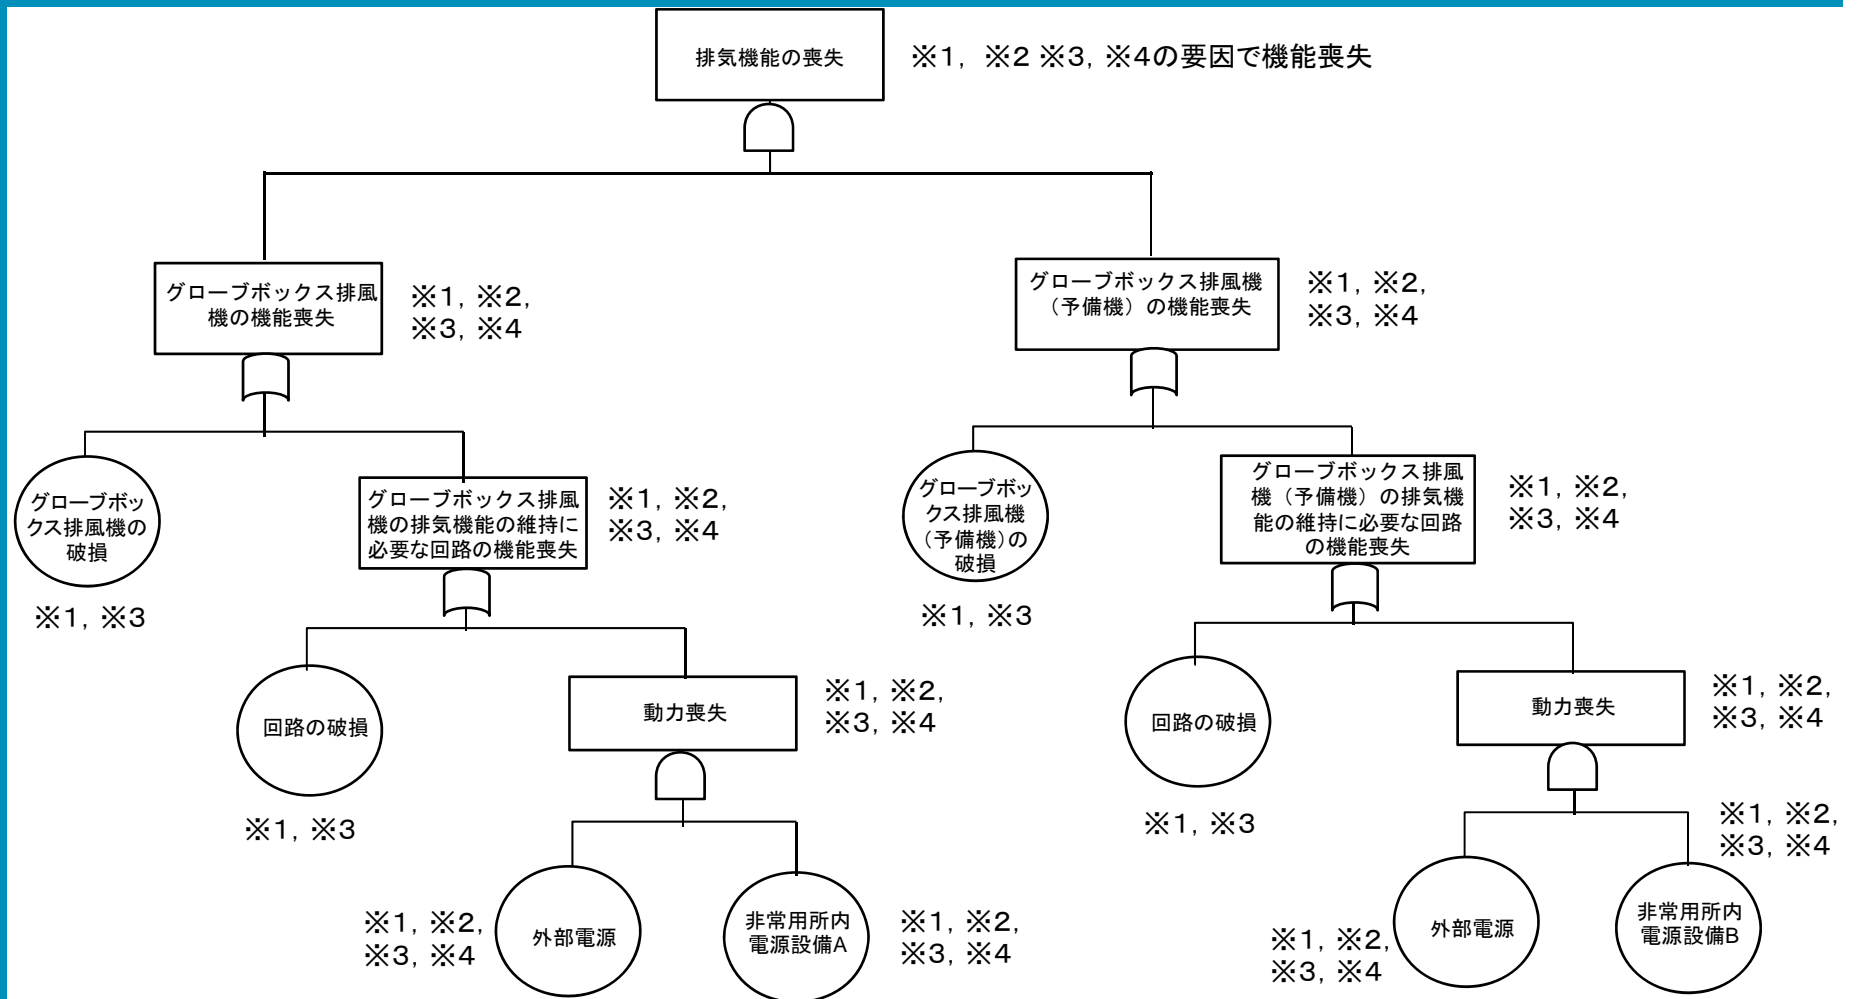 排気機能の喪失
※1, ※2 ※3, ※4の要因で機能喪失
グローブボックス排風
機の機能喪失
※1, ※2,
※3, ※4
グローブボックス排風機
(予備機)の機能喪失
※1, ※2,
※3, ※4
グローブボッ
クス排風機の
破損
※1, ※3
グローブボックス排風
機の排気機能の維持に
必要な回路の機能喪失
※1, ※2,
※3, ※4
グローブボッ
クス排風機
(予備機)の
破損
※1, ※3
グローブボックス排風
機(予備機)の排気機
能の維持に必要な回路
の機能喪失
※1, ※2,
※3, ※4
回路の破損
※1, ※3
動力喪失
※1, ※2,
※3, ※4
回路の破損
※1, ※3
動力喪失
※1, ※2,
※3, ※4
※1, ※2,
※3, ※4
外部電源
非常用所内
電源設備A
※1, ※2,
※3, ※4
※1, ※2,
※3, ※4
外部電源
非常用所内
電源設備B
※1, ※2,
※3, ※4